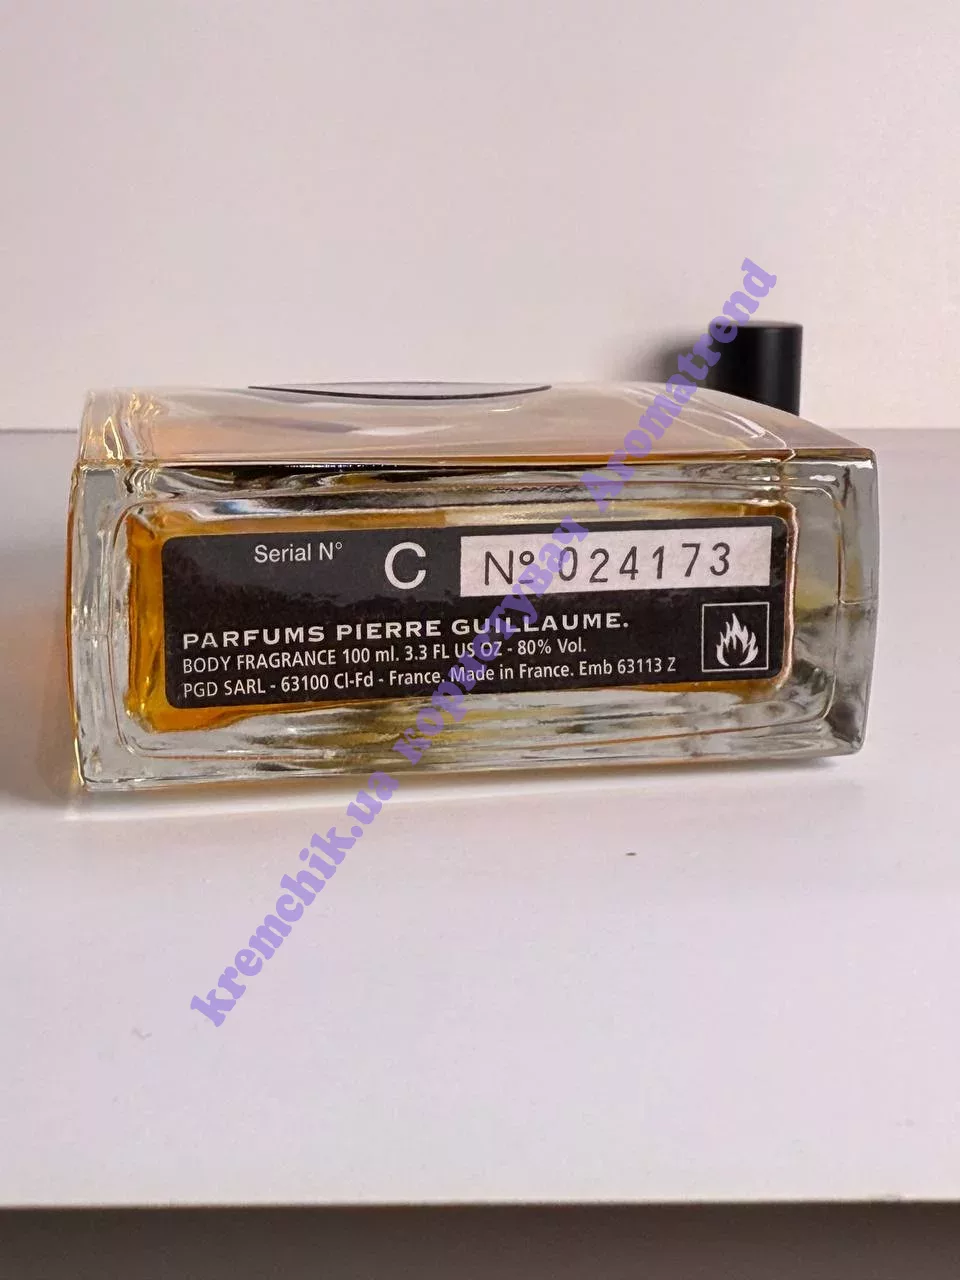 Serial N° C N° 024173
PARFUMS PIERRE GUILLAUME.
BODY FRAGRANCE 100 ml. 3.3 FL US OZ - 80% Vol.
PGD SARL - 63100 Cl-Fd - France. Made in France. Emb 63113 Z
kremchik.ua користувач Aromatrend